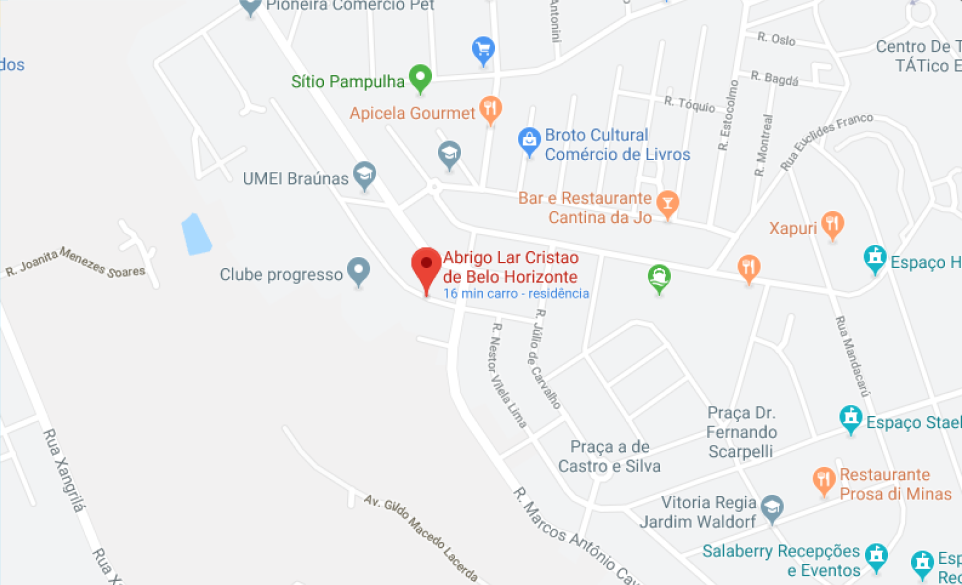 Pioneira Comércio Pet
Antonini
R. Oslo
Centro De T
TÁTico E
dos
Sítio Pampulha
R. Bagdá
Apicela Gourmet
R. Tóquio
R. Estocolmo
R. Montreal
Rua Euclides Franco
Broto Cultural
Comércio de Livros
UMEI Braúnas
Bar e Restaurante
Cantina da Jo
Xapuri
R. Joanita Menezes Soares
Clube progresso
Abrigo Lar Cristao
de Belo Horizonte
16 min carro - residência
Espaço H
R. Nestor Vilela Lima
R. Júlio de Carvalho
Rua Mandacarú
Praça Dr.
Fernando
Scarpelli
Espaço Stael
Rua Xangrilá
Praça a de
Castro e Silva
Restaurante
Prosa di Minas
Av. Gildo Macedo Lacerda
R. Marcos Antônio Cav
Vitoria Regia
Jardim Waldorf
Salaberry Recepções
e Eventos
Esp
Rec
Rua Xa